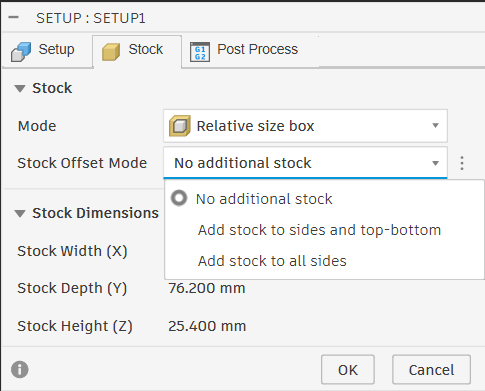 SETUP : SETUP1
Setup Stock G1 G2 Post Process
Stock
Mode Relative size box
Stock Offset Mode No additional stock
No additional stock
Add stock to sides and top-bottom
Add stock to all sides
Stock Dimensions
Stock Width (X)
Stock Depth (Y) 76.200 mm
Stock Height (Z) 25.400 mm
OK Cancel